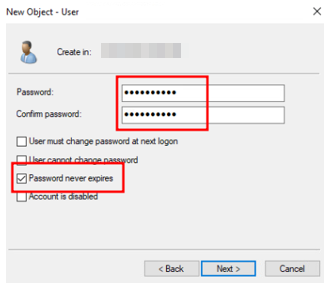 New Object - User
Create in:
Password: ●●●●●●●●●●
Confirm password: ●●●●●●●●●●
User must change password at next logon
User cannot change password
Password never expires
Account is disabled
< Back Next > Cancel